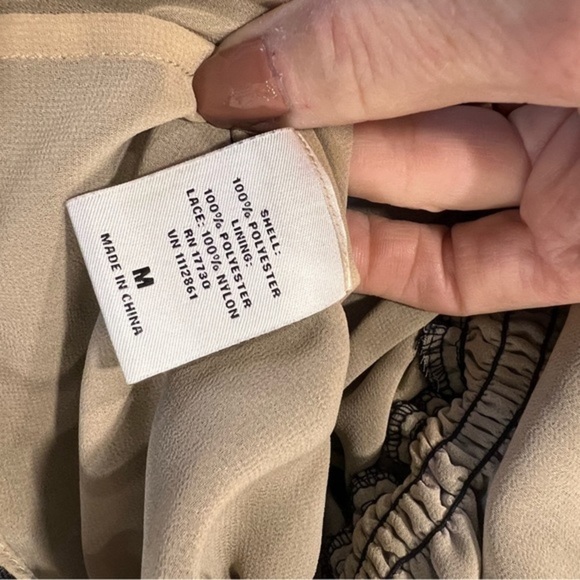 SHELL:
100% POLYESTER
LINING:
100% POLYESTER
LACE: 100% NYLON
RN 17730
VN 1112861
M
MADE IN CHINA